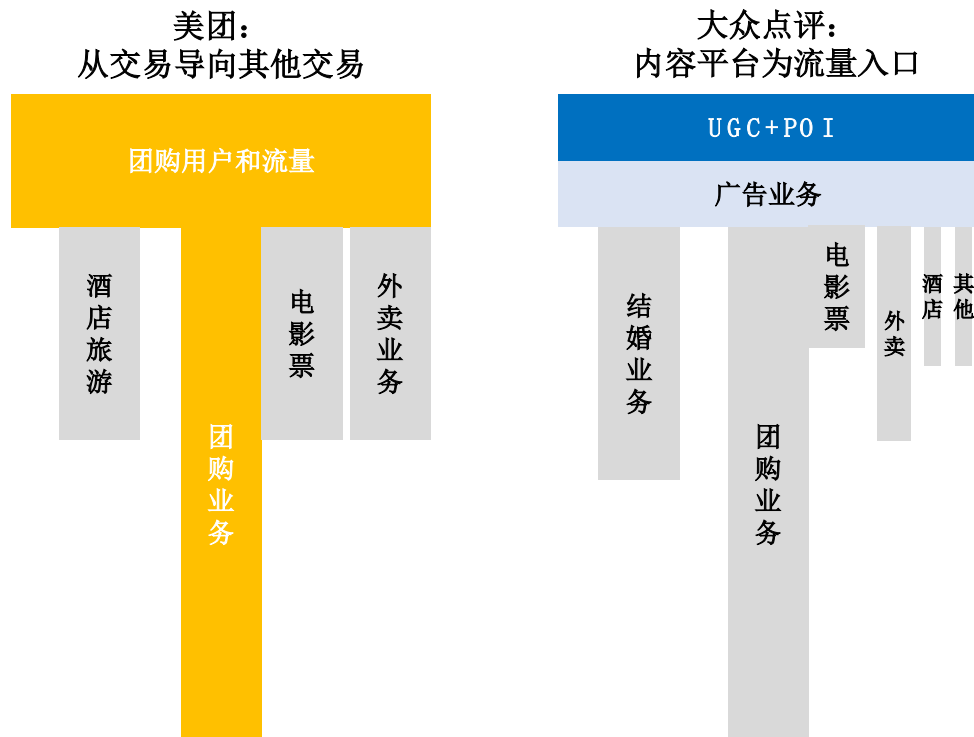 美团：
从交易导向其他交易
团购用户和流量
酒店旅游
团购业务
电影票
外卖业务
大众点评：
内容平台为流量入口
UGC+POI
广告业务
结婚业务
团购业务
电影票
外卖
酒店
其他